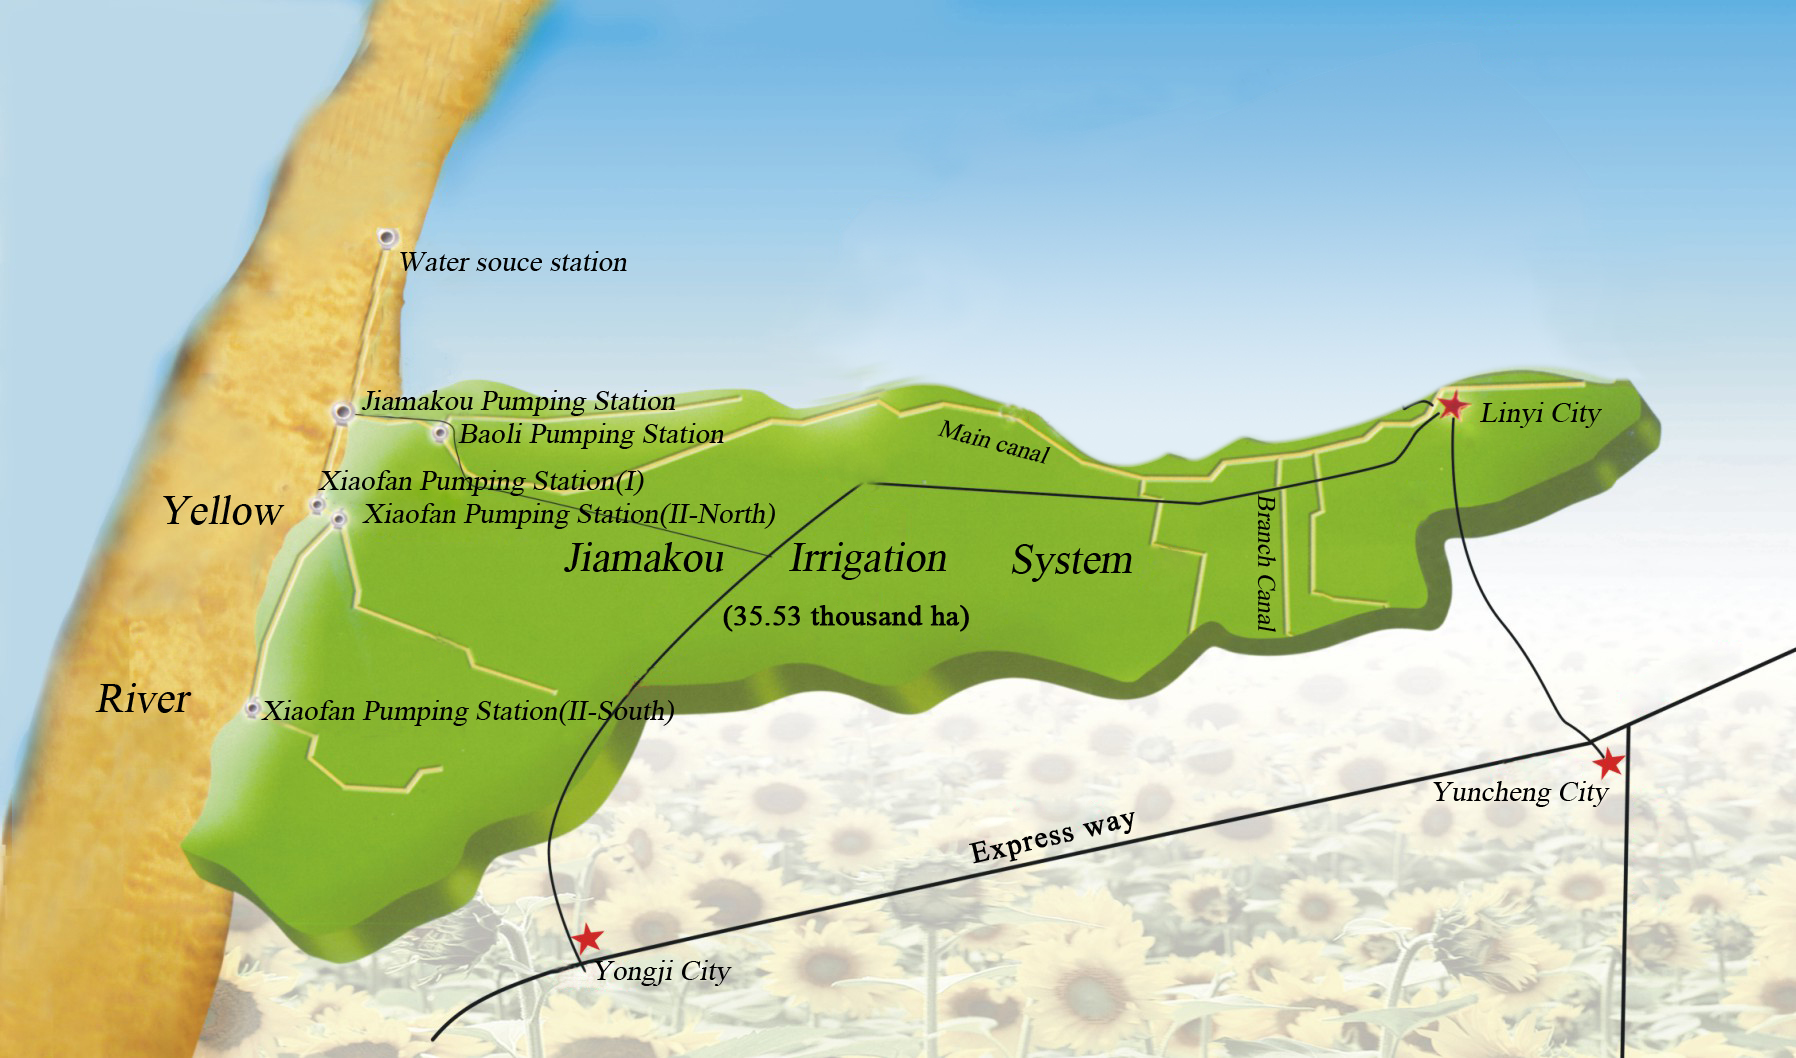 Water souce station
Jiamakou Pumping Station
Baoli Pumping Station
Xiaofan Pumping Station(I)
Xiaofan Pumping Station(II-North)
Yellow
River
Xiaofan Pumping Station(II-South)
Main canal
Branch Canal
Linyi City
Jiamakou Irrigation System
(35.53 thousand ha)
Yuncheng City
Express way
Yongji City